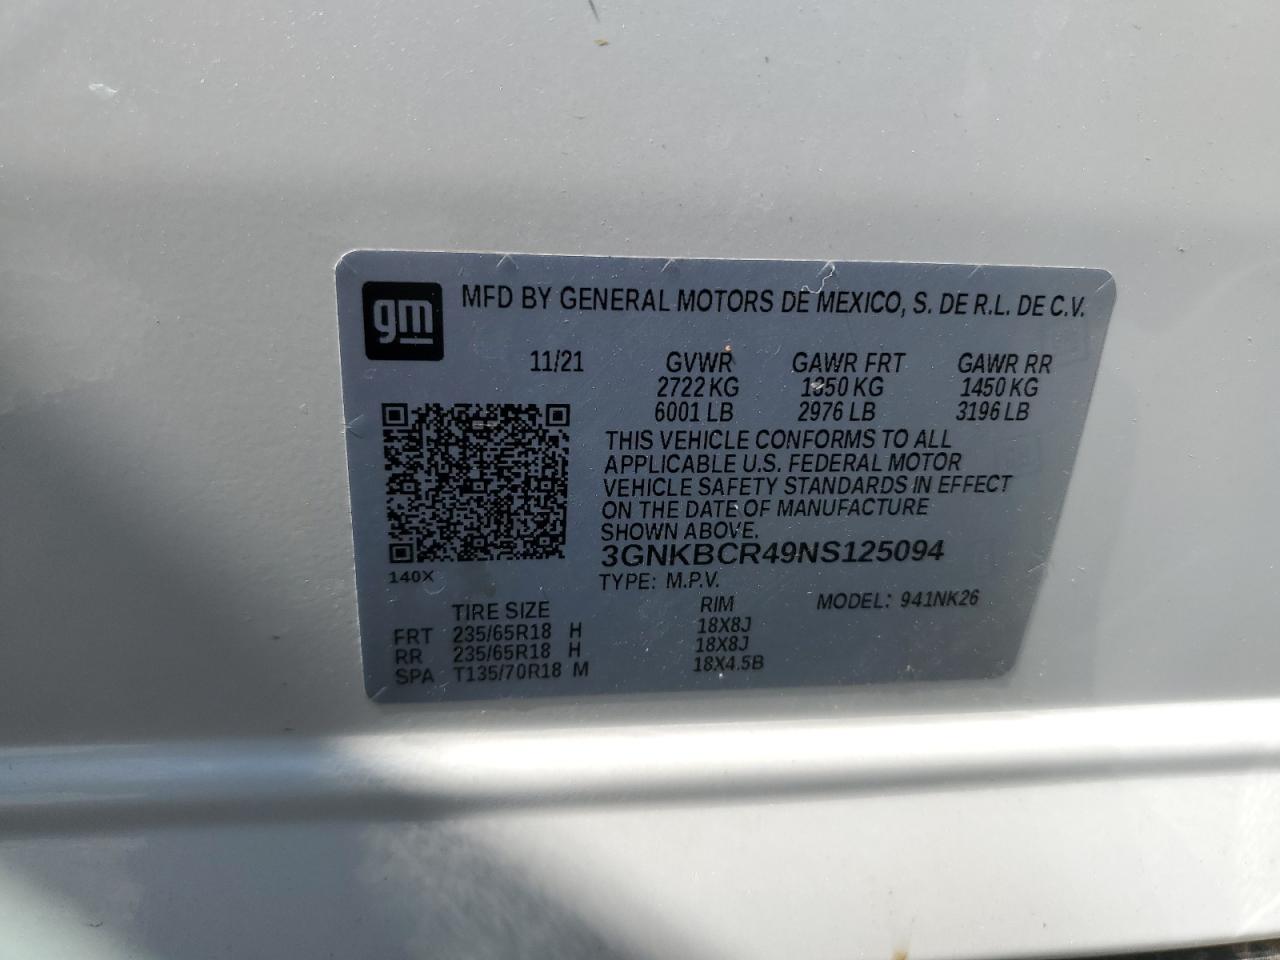 gm MFD BY GENERAL MOTORS DE MEXICO, S. DE R.L. DE C.V.
11/21 GVWR GAWR FRT GAWR RR
2722 KG 1350 KG 1450 KG
6001 LB 2976 LB 3196 LB
THIS VEHICLE CONFORMS TO ALL
APPLICABLE U.S. FEDERAL MOTOR
VEHICLE SAFETY STANDARDS IN EFFECT
ON THE DATE OF MANUFACTURE
SHOWN ABOVE.
3GNKBCR49NS125094
140X TYPE: M.P.V.
TIRE SIZE RIM MODEL: 941NK26
FRT 235/65R18 H 18X8J
RR 235/65R18 H 18X8J
SPA T135/70R18 M 18X4.5B